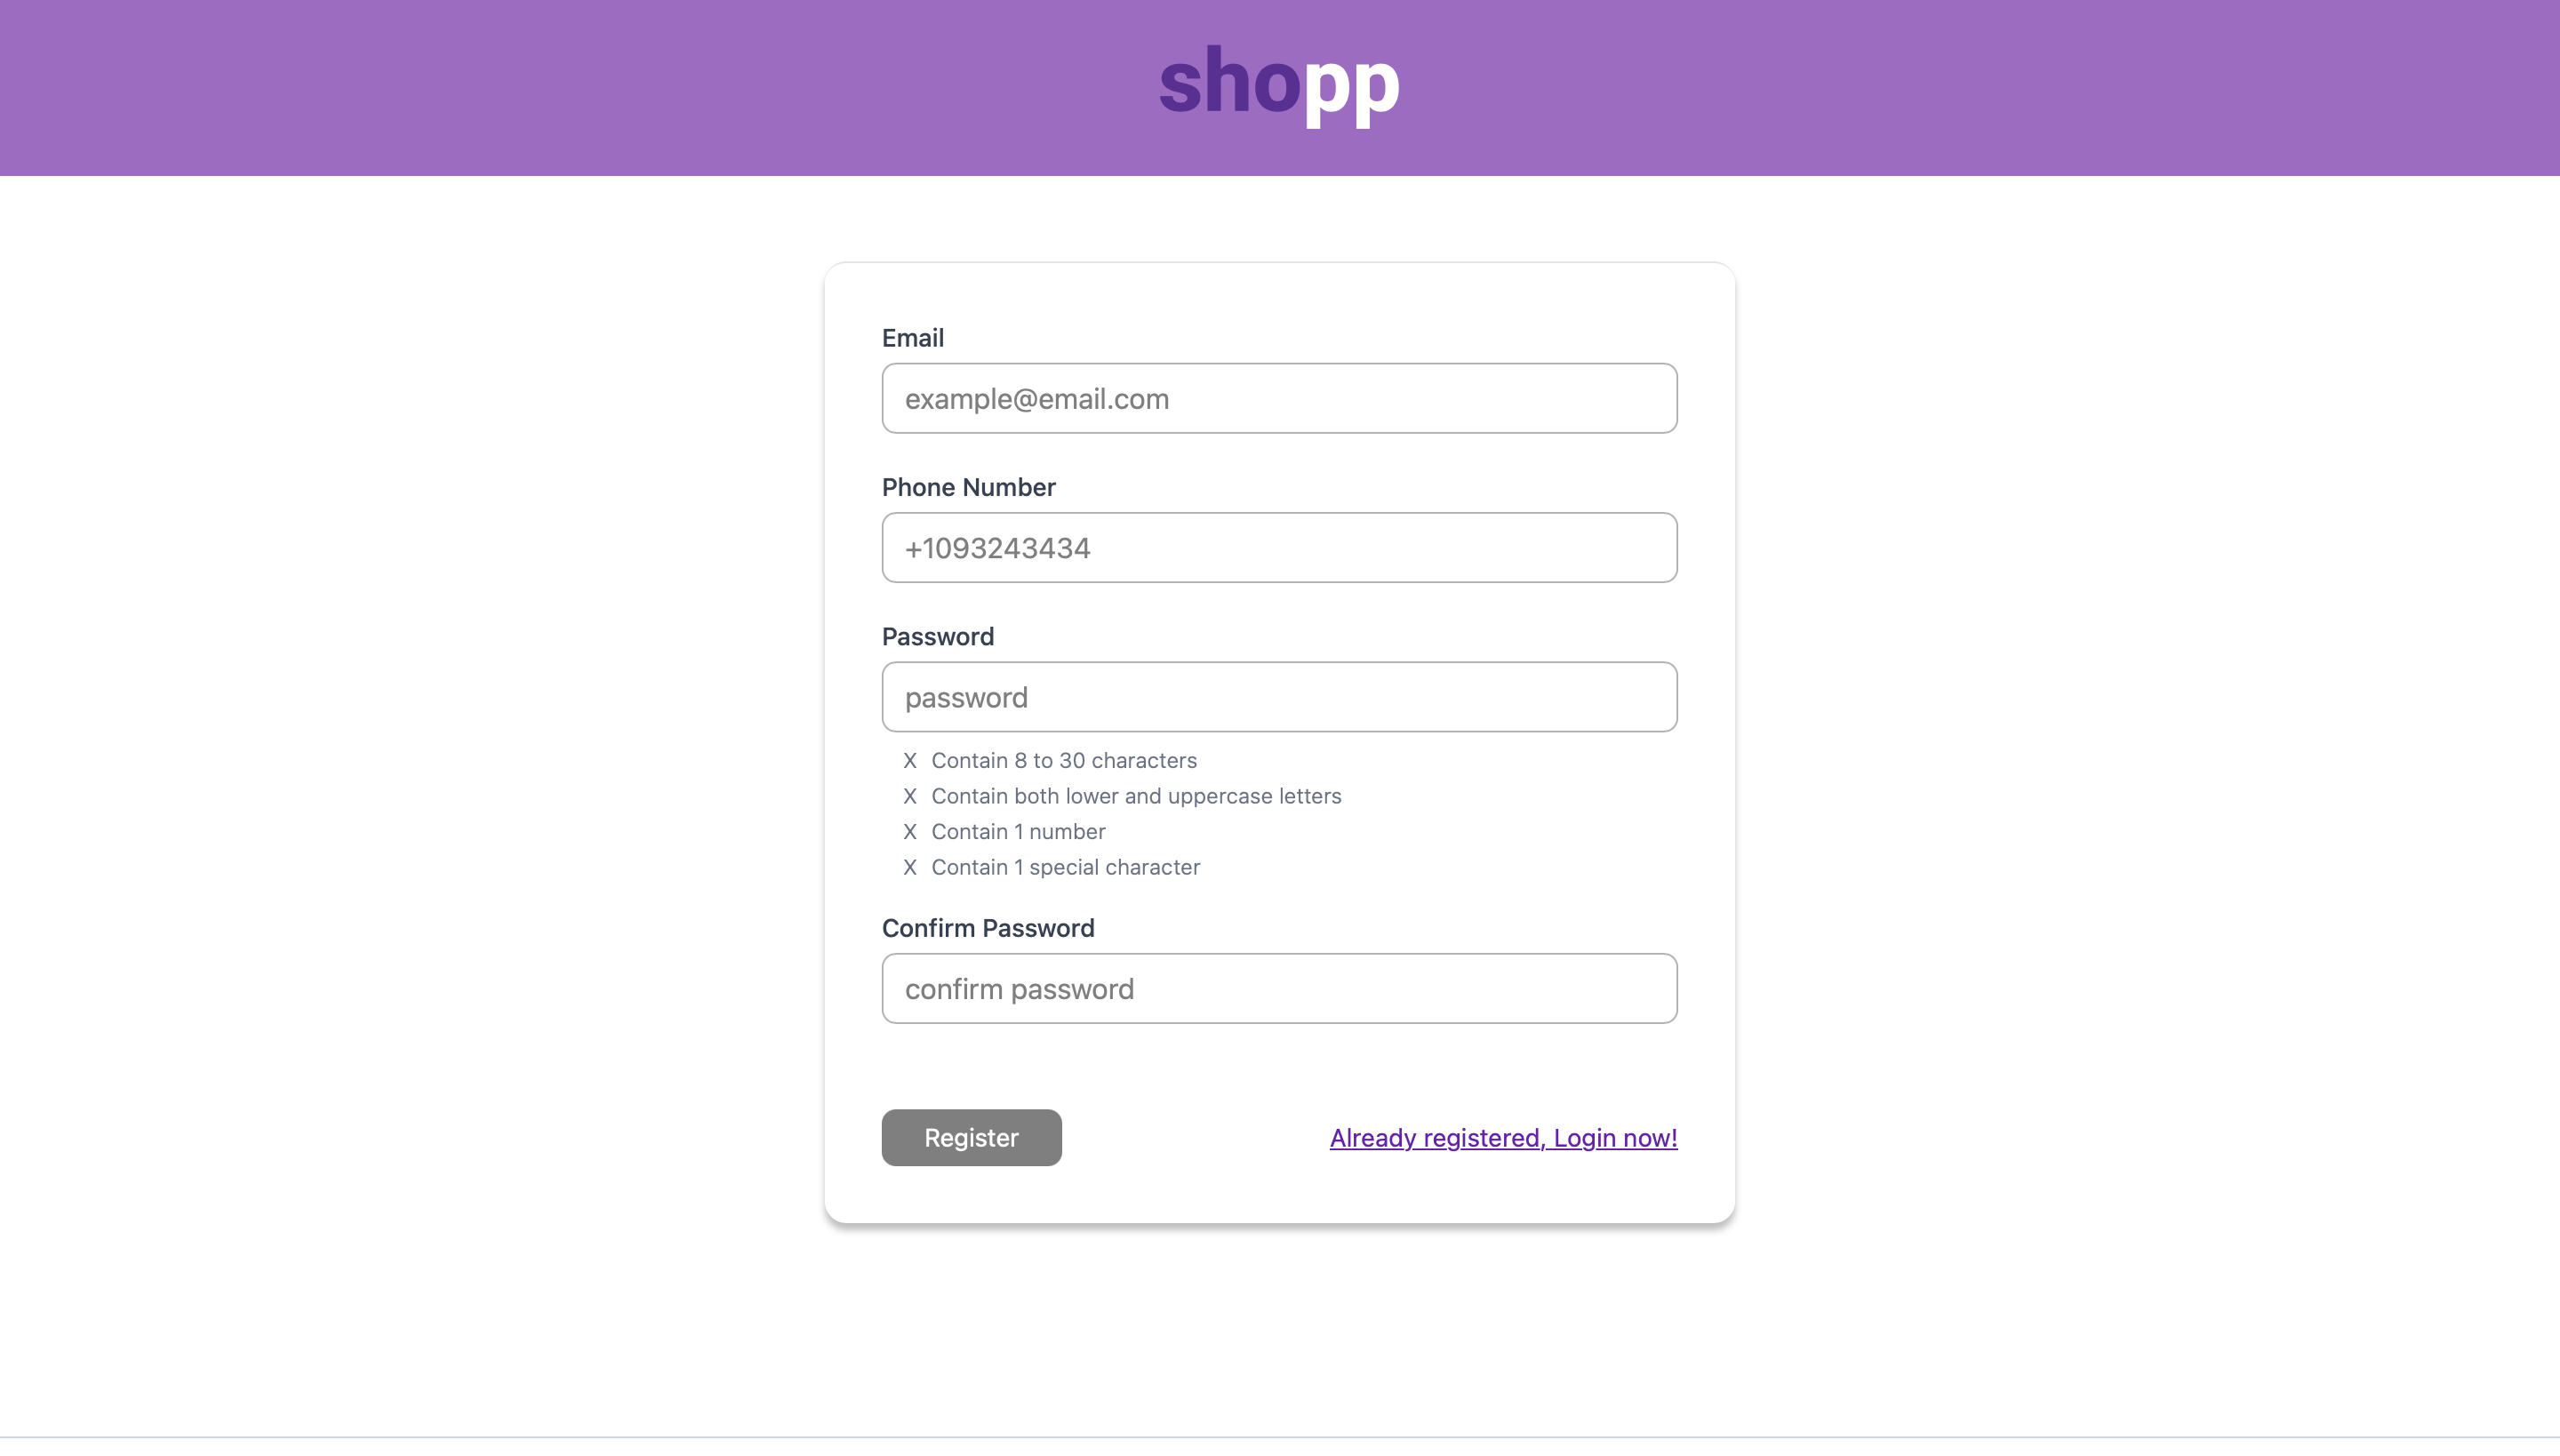 shopp
Email
example@email.com
Phone Number
+1093243434
Password
password
X Contain 8 to 30 characters
X Contain both lower and uppercase letters
X Contain 1 number
X Contain 1 special character
Confirm Password
confirm password
Register Already registered, Login now!